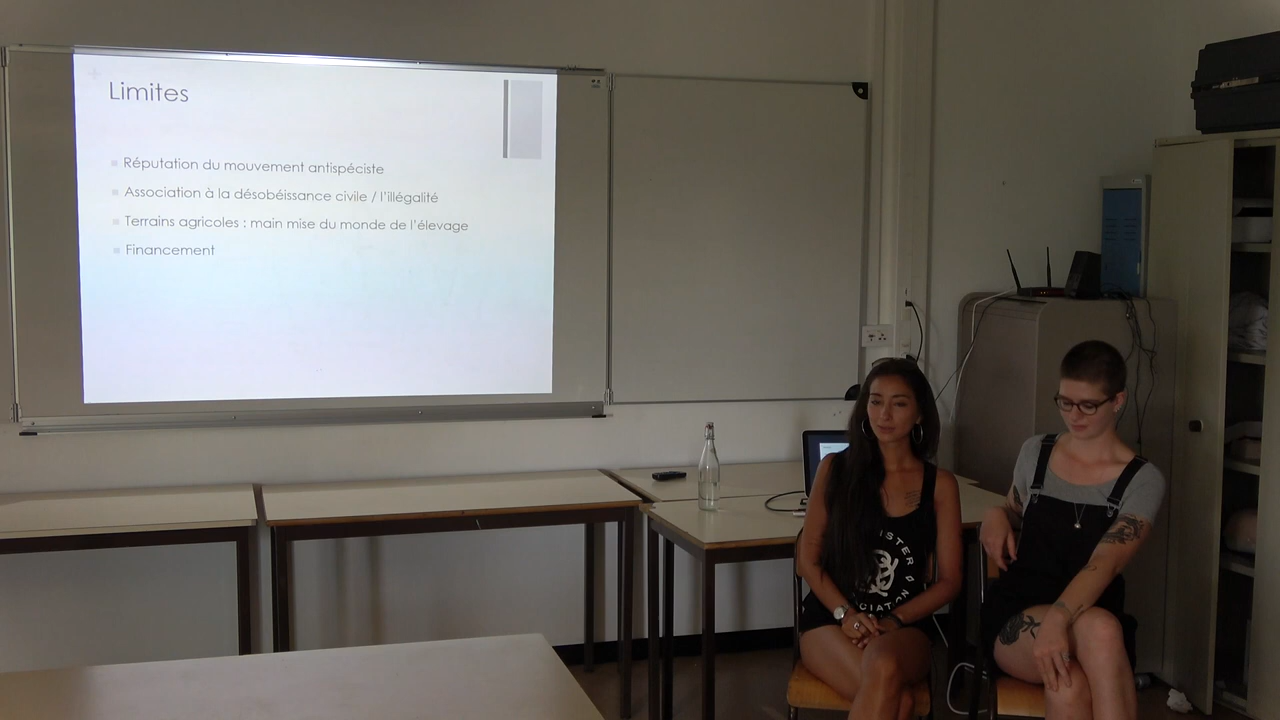 Limites
Réputation du mouvement antispéciste
Association à la désobéissance civile / l'illégalité
Terrains agricoles : main mise du monde de l'élevage
Financement